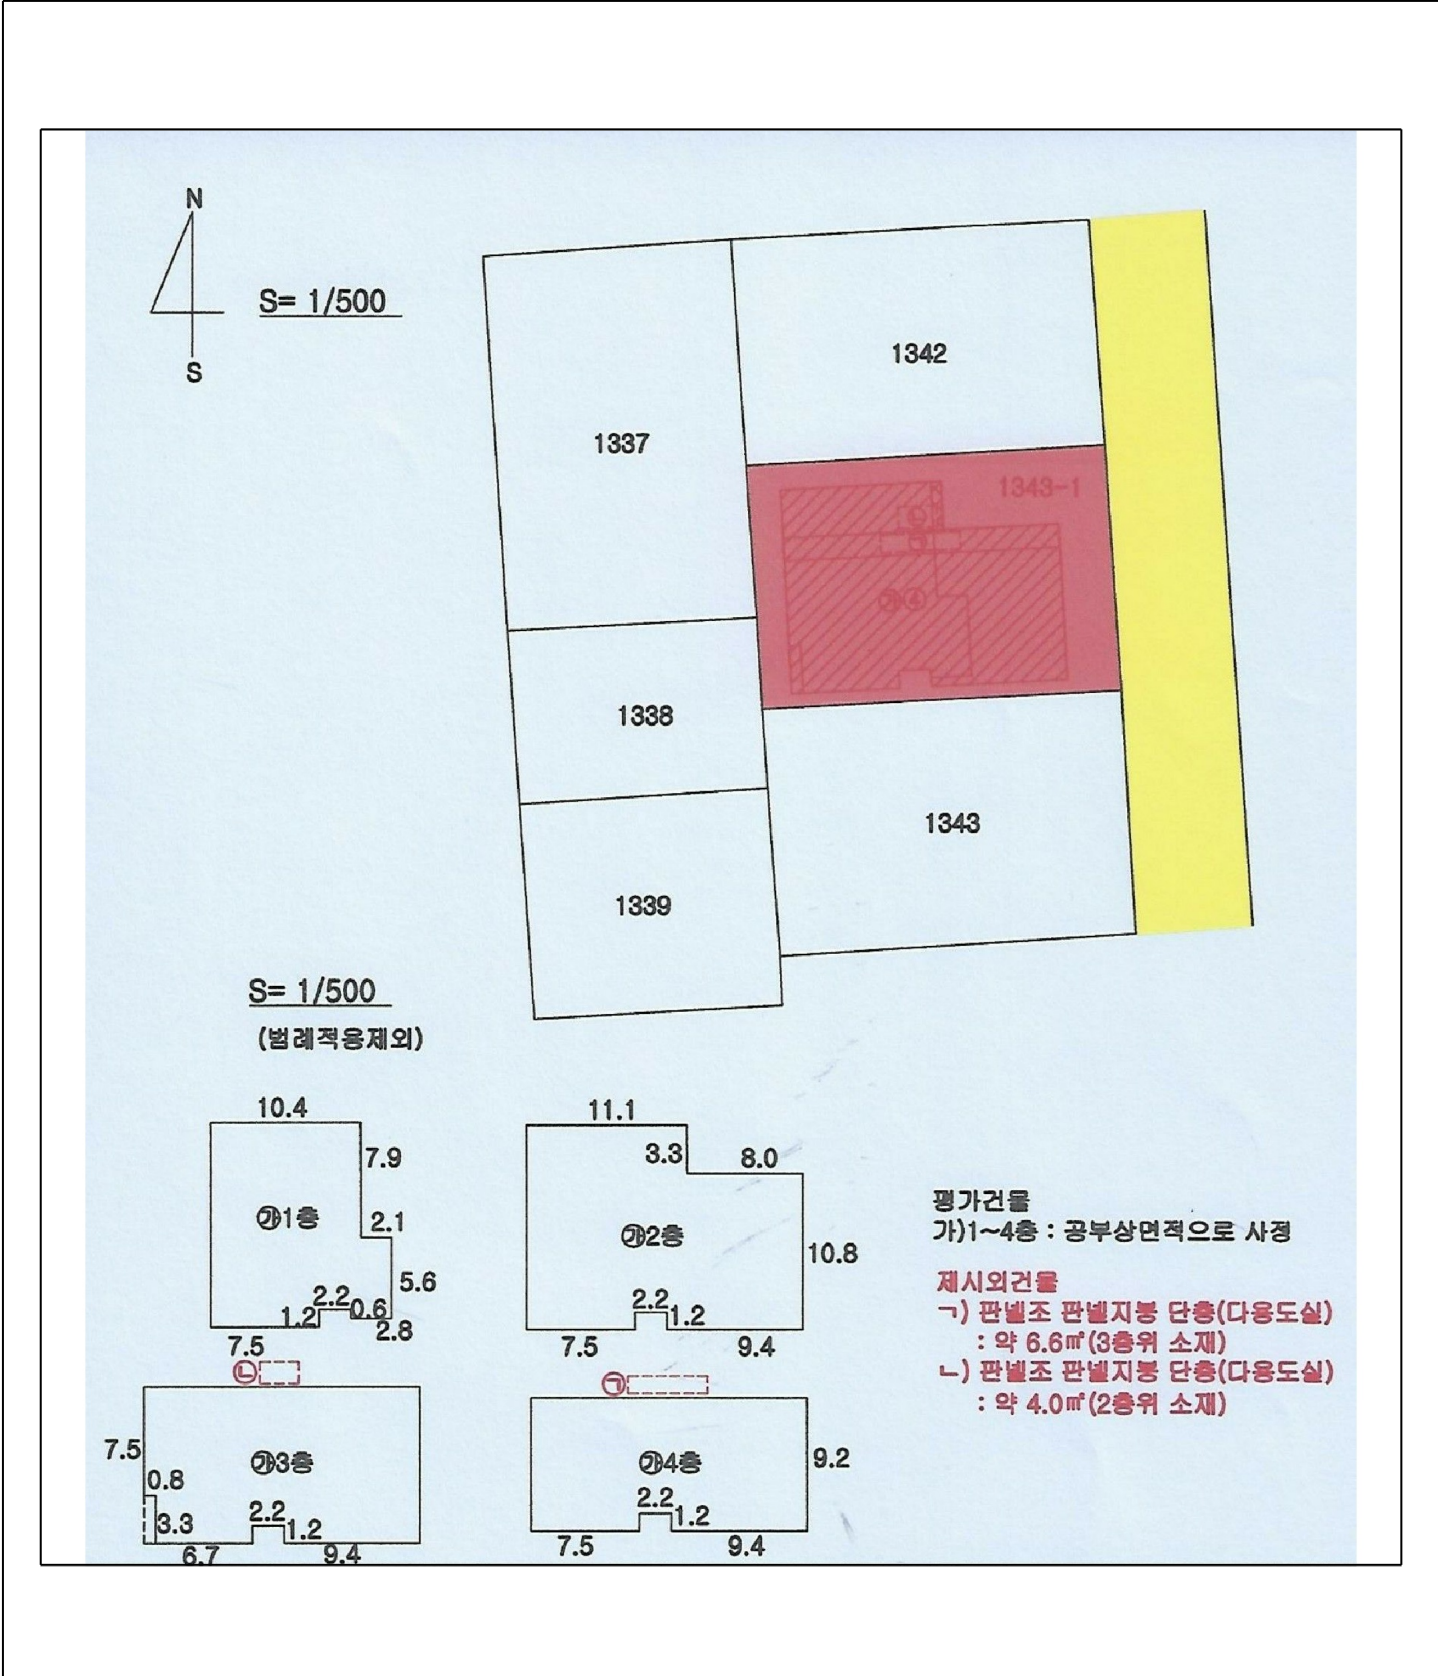 N
S= 1/500
S
1342
1337
1343-1
㉡
㉠
㉮④
1338
1343
1339
S= 1/500
(범례적용제외)
10.4
7.9
㉮1층
2.1
5.6
2.2
1.2
0.6
2.8
7.5
11.1
3.3
8.0
㉮2층
10.8
2.2
1.2
7.5
9.4
평가건물
가)1~4층 : 공부상면적으로 사정
제시외건물
ㄱ) 판넬조 판넬지붕 단층(다용도실)
: 약 6.6㎡(3층위 소재)
ㄴ) 판넬조 판넬지붕 단층(다용도실)
: 약 4.0㎡(2층위 소재)
㉡
7.5
㉮3층
0.8
3.3
2.2
1.2
6.7
9.4
㉠
㉮4층
9.2
2.2
1.2
7.5
9.4